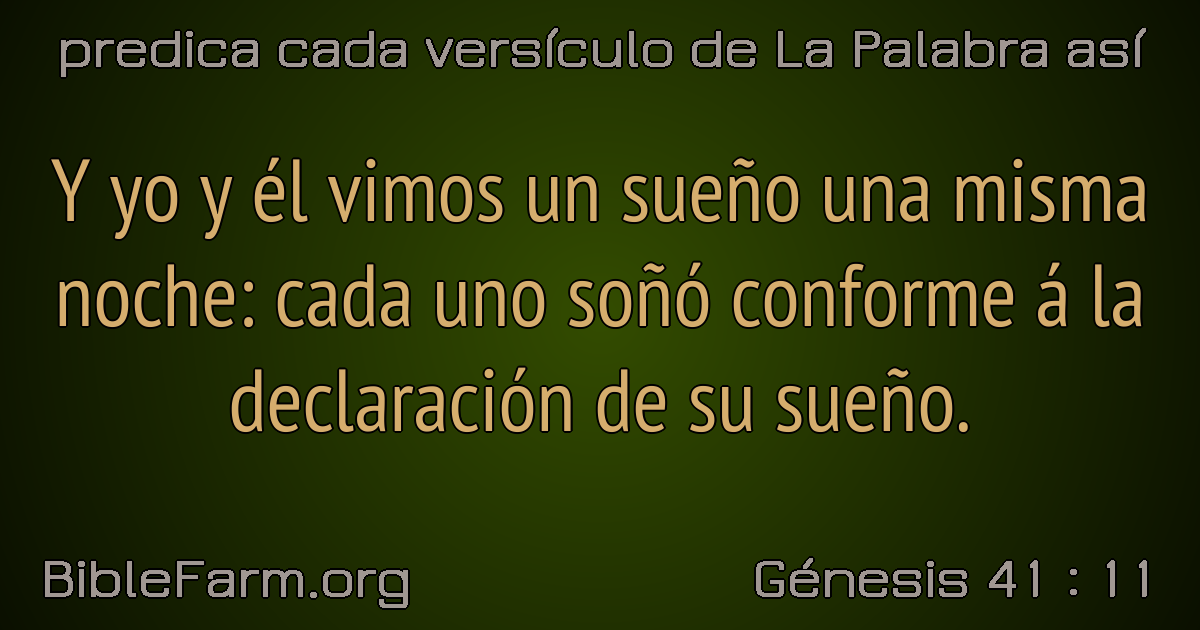 predica cada versículo de La Palabra así
Y yo y él vimos un sueño una misma
noche: cada uno soñó conforme á la
declaración de su sueño.
BibleFarm.org
Génesis 41 : 11